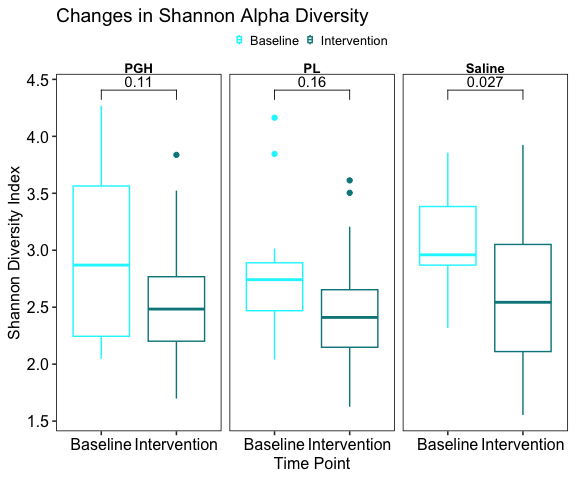 Changes in Shannon Alpha Diversity
Baseline Intervention
PGH PL Saline
0.11 0.16 0.027
4.5
4.0
3.5
3.0
2.5
2.0
1.5
Shannon Diversity Index
Baseline Intervention Baseline Intervention Baseline Intervention
Time Point